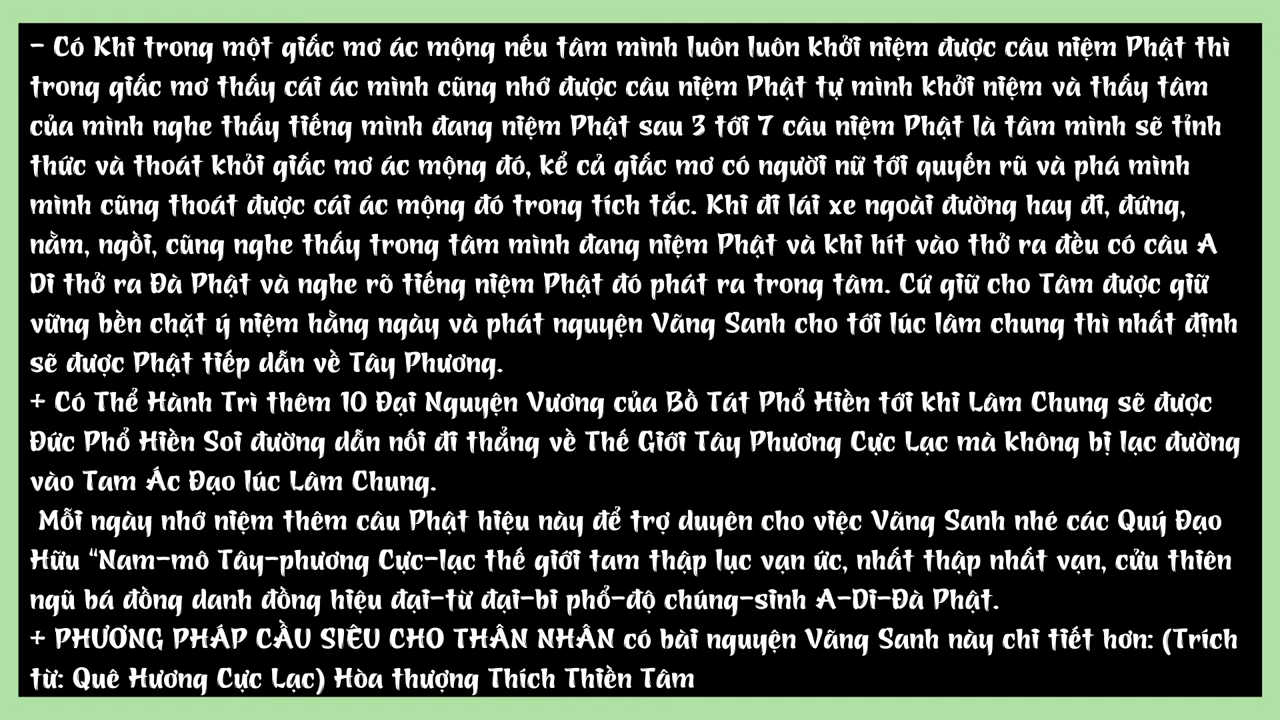 - Có Khi trong một giấc mơ ác mộng nếu tâm mình luôn luôn khởi niệm được câu niệm Phật thì
trong giấc mơ thấy cái ác mình cũng nhớ được câu niệm Phật tự mình khởi niệm và thấy tâm
của mình nghe thấy tiếng mình đang niệm Phật sau 3 tới 7 câu niệm Phật là tâm mình sẽ tỉnh
thức và thoát khỏi giấc mơ ác mộng đó, kể cả giấc mơ có người nữ tới quyến rũ và phá mình
mình cũng thoát được cái ác mộng đó trong tích tắc. Khi đi lái xe ngoài đường hay đi, đứng,
nằm, ngồi, cũng nghe thấy trong tâm mình đang niệm Phật và khi hít vào thở ra đều có câu A
Di thở ra Đà Phật và nghe rõ tiếng niệm Phật đó phát ra trong tâm. Cứ giữ cho Tâm được giữ
vững bền chặt ý niệm hằng ngày và phát nguyện Vãng Sanh cho tới lúc lâm chung thì nhất định
sẽ được Phật tiếp dẫn về Tây Phương.
+ Có Thể Hành Trì thêm 10 Đại Nguyện Vương của Bồ Tát Phổ Hiền tới khi Lâm Chung sẽ được
Đức Phổ Hiền Soi đường dẫn nối đi thẳng về Thế Giới Tây Phương Cực Lạc mà không bị lạc đường
vào Tam Ác Đạo lúc Lâm Chung.
Mỗi ngày nhớ niệm thêm câu Phật hiệu này để trợ duyên cho việc Vãng Sanh nhé các Quý Đạo
Hữu "Nam-mô Tây-phương Cực-lạc thế giới tam thập lục vạn ức, nhất thập nhất vạn, cửu thiên
ngũ bá đồng danh đồng hiệu đại-từ đại-bi phổ-độ chúng-sinh A-Di-Đà Phật.
+ PHƯƠNG PHÁP CẦU SIÊU CHO THÂN NHÂN có bài nguyện Vãng Sanh này chi tiết hơn: (Trích
từ: Quê Hương Cực Lạc) Hòa thượng Thích Thiền Tâm